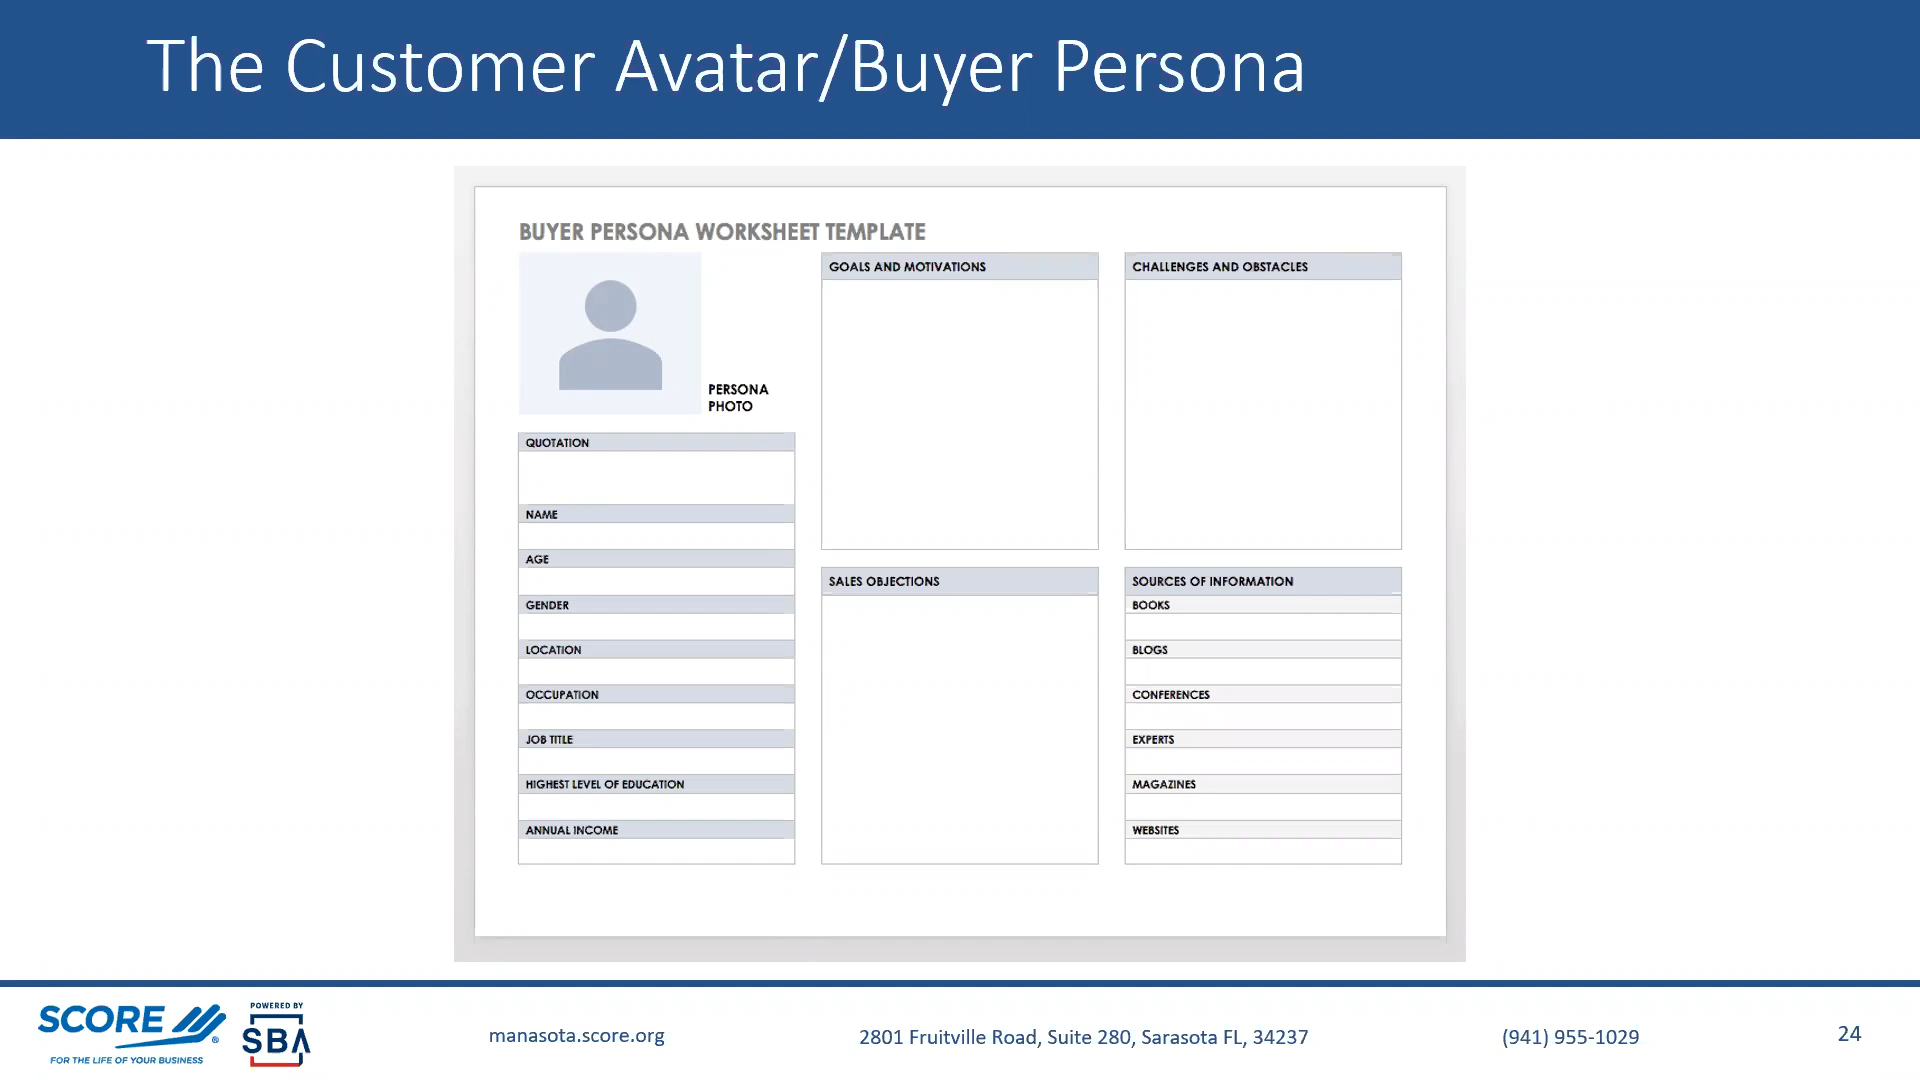 The Customer Avatar/Buyer Persona
BUYER PERSONA WORKSHEET TEMPLATE
PERSONA
PHOTO
QUOTATION
NAME
AGE
GENDER
LOCATION
OCCUPATION
JOB TITLE
HIGHEST LEVEL OF EDUCATION
ANNUAL INCOME
GOALS AND MOTIVATIONS
SALES OBJECTIONS
CHALLENGES AND OBSTACLES
SOURCES OF INFORMATION
BOOKS
BLOGS
CONFERENCES
EXPERTS
MAGAZINES
WEBSITES
SCORE ®
FOR THE LIFE OF YOUR BUSINESS
POWERED BY
SBA
manasota.score.org
2801 Fruitville Road, Suite 280, Sarasota FL, 34237
(941) 955-1029
24